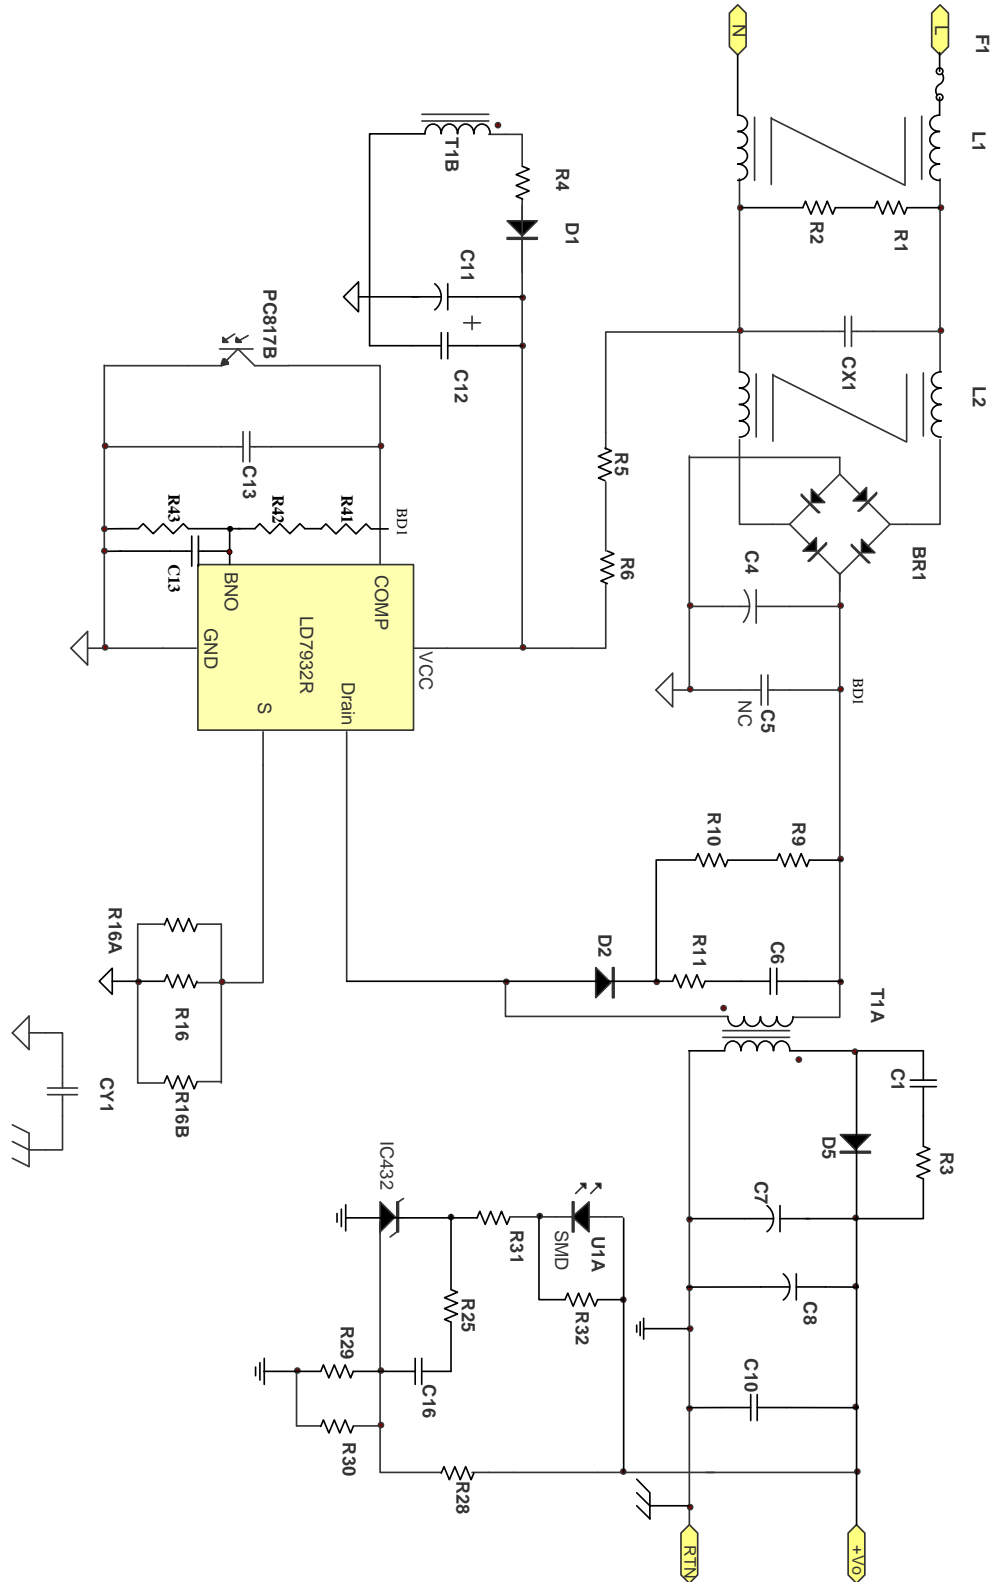 F1
L
N
L1
R1
R2
CX1
L2
BR1
C4
C5
NC
BD1
R5
R6
T1B
R4
D1
C11
C12
PC817B
C13
R43
R42
R41
BD1
C13
BNO
COMP
LD7932R
GND
VCC
S
Drain
R9
R10
R11
C6
D2
T1A
R16A
R16
R16B
CY1
C1
R3
D5
C7
C8
C10
IC432
R31
U1A
SMD
R32
R25
C16
R29
R30
R28
RTN
+Vo